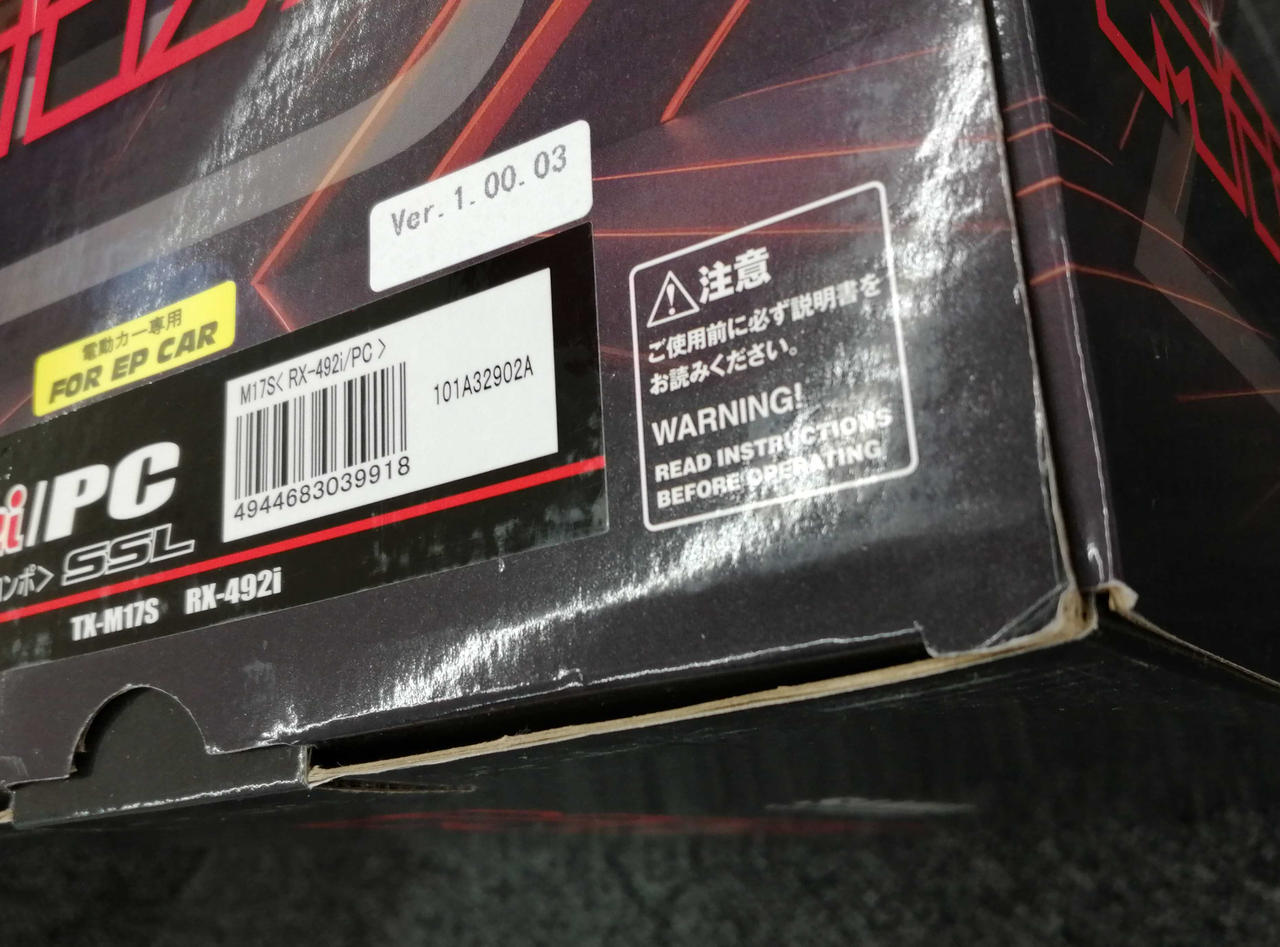 Ver. 1.00.03
電動カー専用
FOR EP CAR
M17S< RX-492i/PC >
101A32902A
4944683039918
i/PC
ンポ> SSL
TX-M17S RX-492i
注意
ご使用前に必ず説明書を
お読みください。
WARNING!
READ INSTRUCTIONS
BEFORE OPERATING